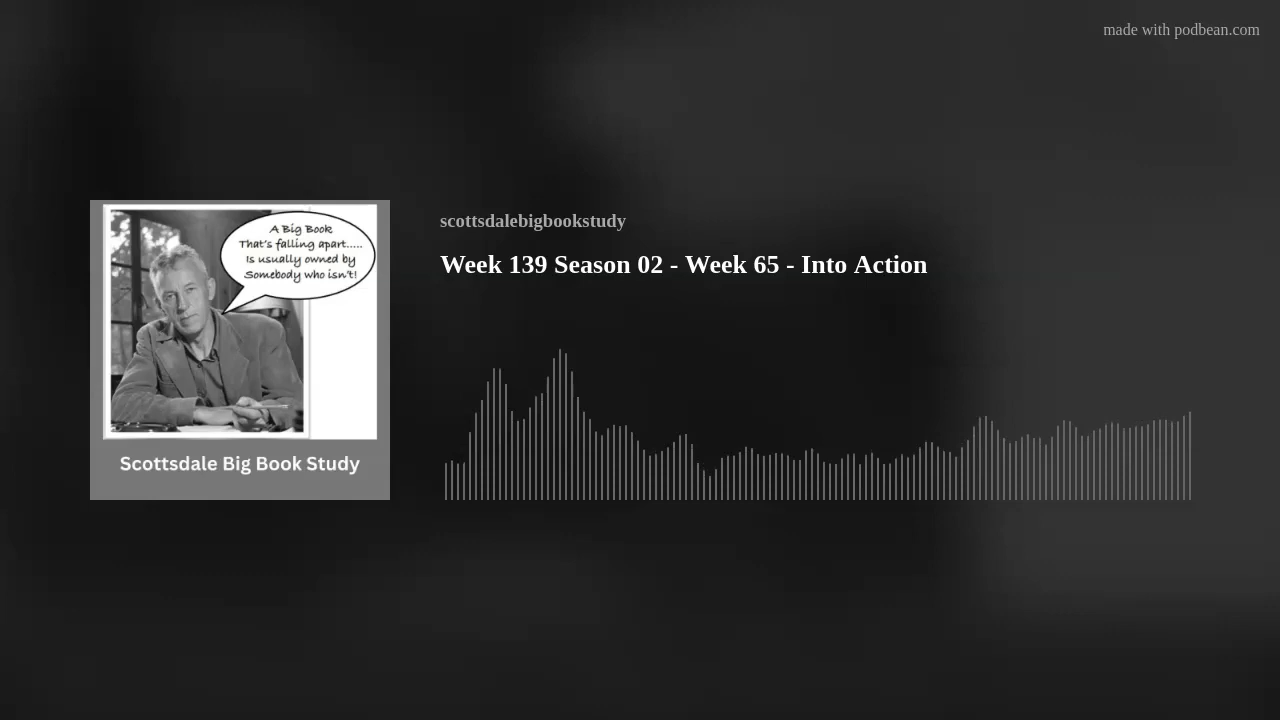 made with podbean.com
A Big Book
That's falling apart.....
Is usually owned by
Somebody who isn't!
Scottsdale Big Book Study
scottsdalebigbookstudy
Week 139 Season 02 - Week 65 - Into Action